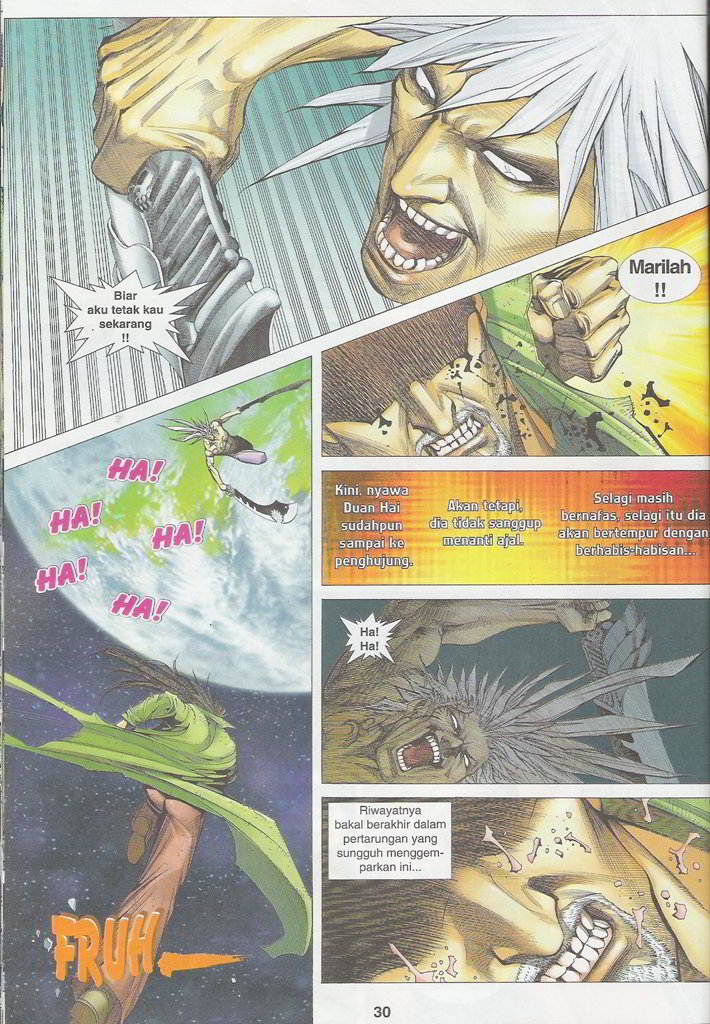 Biar
aku tetak kau
sekarang
!!
Marilah
!!
HA!
HA!
HA!
HA!
HA!
FRUH
Kini, nyawa
Duan Hai
sudahpun
sampai ke
penghujung.
Akan tetapi,
dia tidak sanggup
menanti ajal.
Selagi masih
bernafas, selagi itu dia
akan bertempur dengan
berhabis-habisan...
Ha!
Ha!
Riwayatnya
bakal berakhir dalam
pertarungan yang
sungguh menggem-
parkan ini...
30